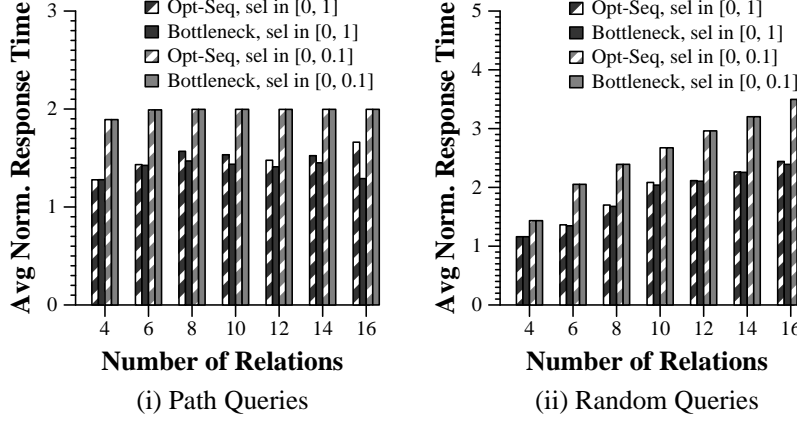 Opt-Seq, sel in [0, 1]
Bottleneck, sel in [0, 1]
Opt-Seq, sel in [0, 0.1]
Bottleneck, sel in [0, 0.1]
Avg Norm. Response Time
3
2
1
0
4 6 8 10 12 14 16
Number of Relations
(i) Path Queries
Opt-Seq, sel in [0, 1]
Bottleneck, sel in [0, 1]
Opt-Seq, sel in [0, 0.1]
Bottleneck, sel in [0, 0.1]
Avg Norm. Response Time
5
4
3
2
1
0
4 6 8 10 12 14 16
Number of Relations
(ii) Random Queries